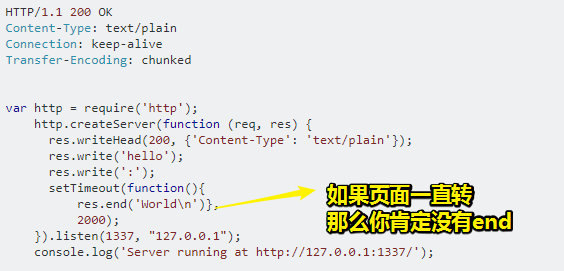 HTTP/1.1 200 OK
Content-Type: text/plain
Connection: keep-alive
Transfer-Encoding: chunked
var http = require('http');
http.createServer(function (req, res) {
res.writeHead(200, {'Content-Type': 'text/plain'});
res.write('hello');
res.write(':');
setTimeout(function(){
res.end('World\n')},
2000);
}).listen(1337, "127.0.0.1");
console.log('Server running at http://127.0.0.1:1337/');
如果页面一直转
那么你肯定没有end